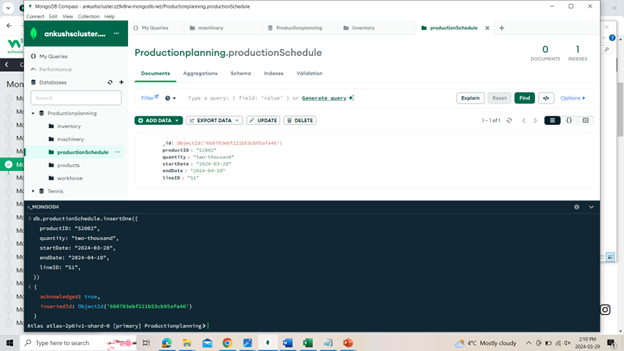 MongoDB Compass - ankushscluster.zz9x8rw.mongodb.net/Productionplanning.productionSchedule
Connect Edit View Collection Help
ankushscluster....
My Queries
machinery
Productionplanning
inventory
productionSchedule
My Queries
Performance
Databases
Search
Productionplanning
inventory
machinery
productionSchedule
products
workforce
Tennis
Productionplanning.productionSchedule
0
DOCUMENTS
1
INDEXES
Documents Aggregations Schema Indexes Validation
Filter Type a query: { field: 'value' } or Generate query
Explain Reset Find Options
ADD DATA EXPORT DATA UPDATE DELETE
1-1 of 1
_id: ObjectId('660703ebf221b53cb95afa46')
productID: "S2002"
quantity: "two-thousand"
startDate: "2024-03-28"
endDate: "2024-04-10"
lineID: "S1"
>_MONGOSH
> db.productionSchedule.insertOne({
productID: "S2002",
quantity: "two-thousand",
startDate: "2024-03-28",
endDate: "2024-04-10",
lineID: "S1",
})
< {
acknowledged: true,
insertedId: ObjectId('660703ebf221b53cb95afa46')
}
Atlas atlas-2p6iv1-shard-0 [primary] Productionplanning>
Type here to search
4°C Mostly cloudy
2:10 PM
2024-03-29